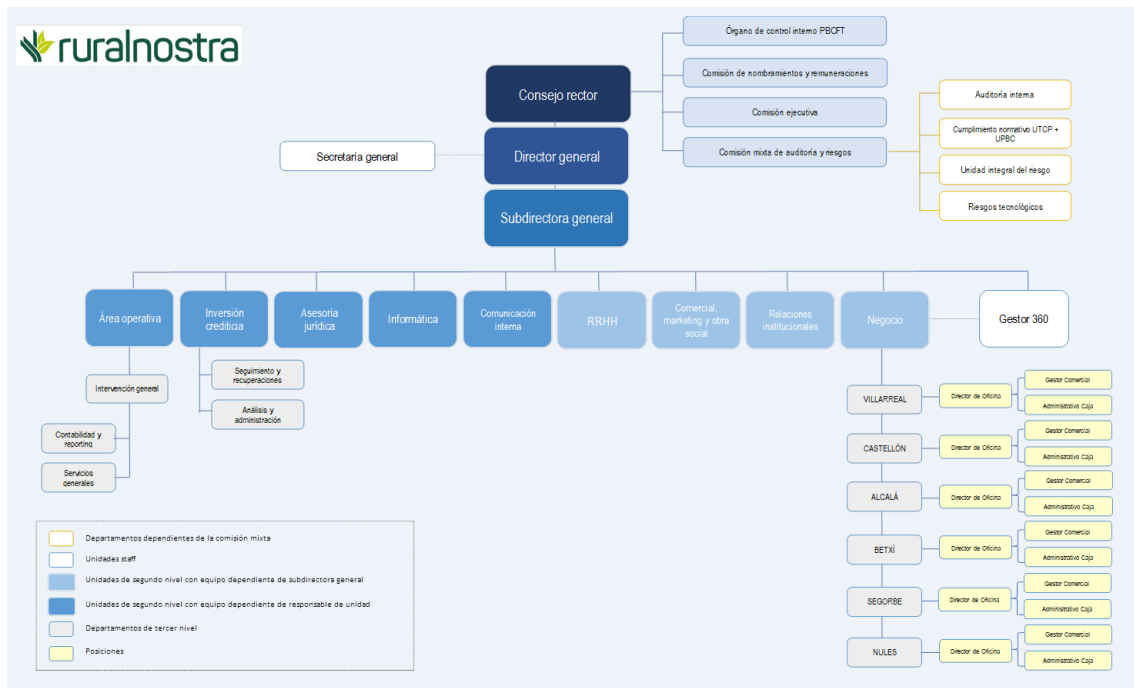 ruralnostra
Órgano de control interno PBCFT
Consejo rector
Comisión de nombramientos y remuneraciones
Comisión ejecutiva
Comisión mixta de auditoría y riesgos
Auditoría interna
Cumplimiento normativo UTCP +
UPBC
Unidad integral del riesgo
Riesgos tecnológicos
Secretaría general
Director general
Subdirectora general
Área operativa
Inversión
crediticia
Asesoría
jurídica
Informática
Comunicación
interna
RRHH
Comercial,
marketing y obra
social
Relaciones
institucionales
Negocio
Gestor 360
Intervención general
Contabilidad y
reporting
Servicios
generales
Seguimiento y
recuperaciones
Análisis y
administración
VILLARREAL
Director de Oficina
Gestor Comercial
Administrativo Caja
CASTELLÓN
Director de Oficina
Gestor Comercial
Administrativo Caja
ALCALÁ
Director de Oficina
Gestor Comercial
Administrativo Caja
BETXÍ
Director de Oficina
Gestor Comercial
Administrativo Caja
SEGORBE
Director de Oficina
Gestor Comercial
Administrativo Caja
NULES
Director de Oficina
Gestor Comercial
Administrativo Caja
Departamentos dependientes de la comisión mixta
Unidades staff
Unidades de segundo nivel con equipo dependiente de subdirectora general
Unidades de segundo nivel con equipo dependiente de responsable de unidad
Departamentos de tercer nivel
Posiciones